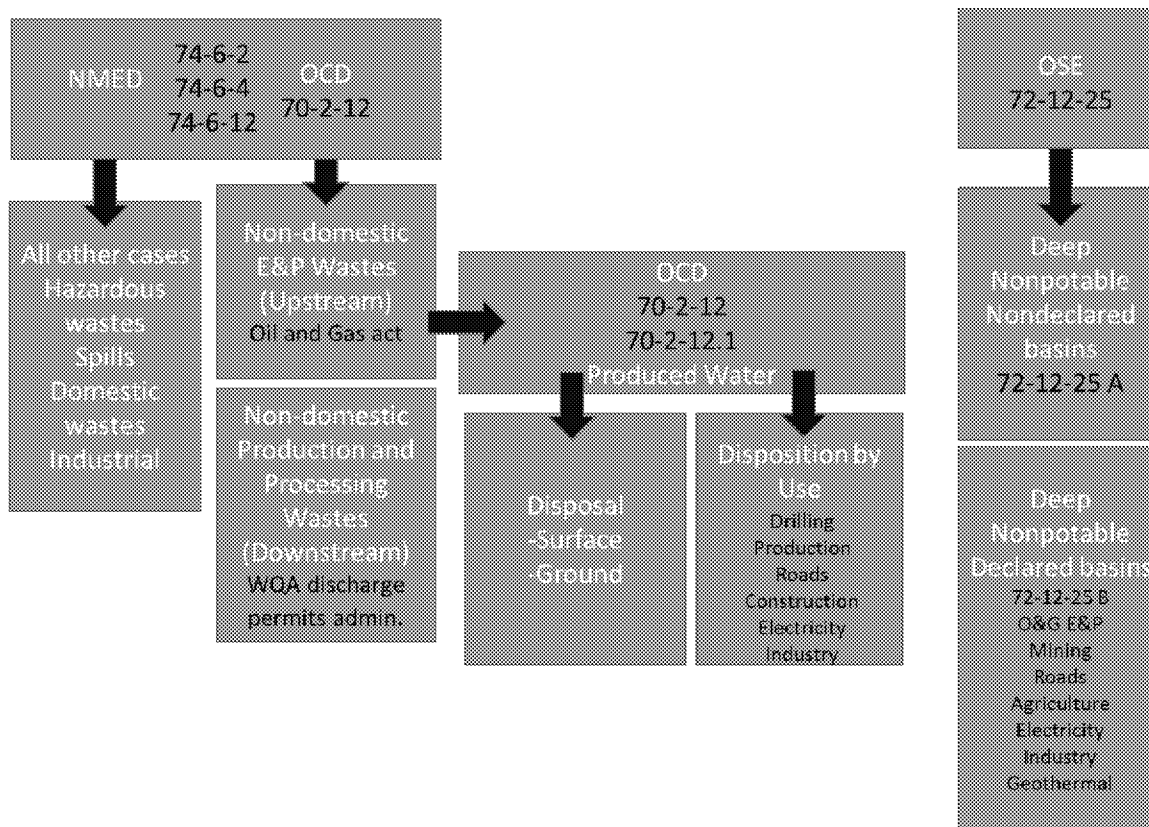 NMED
74-6-2
74-6-4
74-6-12
OCD
70-2-12
OSE
72-12-25
All other cases
Hazardous
wastes
Spills
Domestic
wastes
Industrial
Non-domestic
E&P Wastes
(Upstream)
Oil and Gas act
Non-domestic
Production and
Processing
Wastes
(Downstream)
WQA discharge
permits admin.
OCD
70-2-12
70-2-12.1
Produced Water
Disposal
-Surface
-Ground
Disposition by
Use
Drilling
Production
Roads
Construction
Electricity
Industry
Deep
Nonpotable
Nondeclared
basins
72-12-25 A
Deep
Nonpotable
Declared basins
72-12-25 B
O&G E&P
Mining
Roads
Agriculture
Electricity
Industry
Geothermal